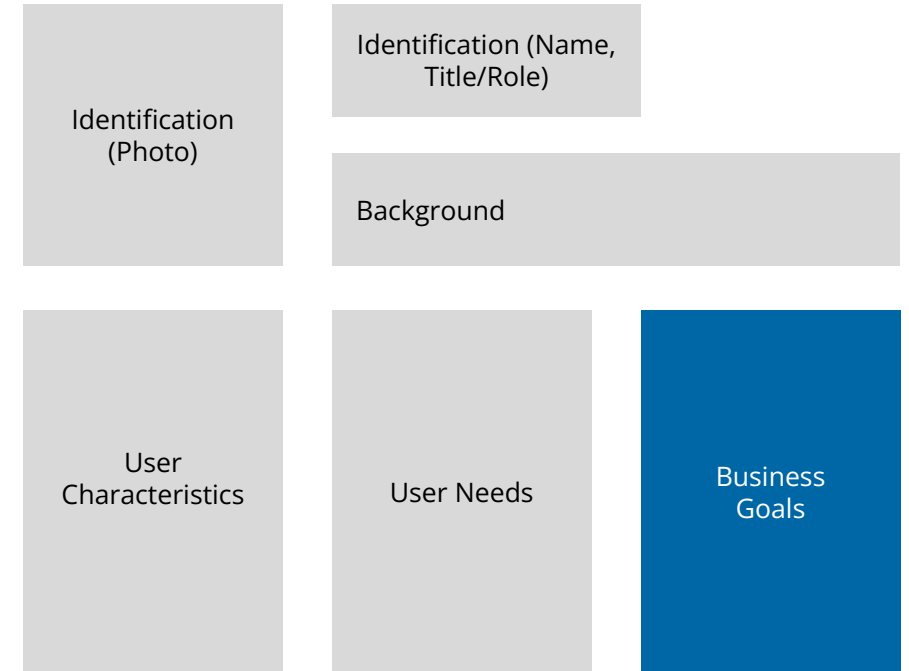 Identification
(Photo)
Identification (Name,
Title/Role)
Background
User
Characteristics
User Needs
Business
Goals